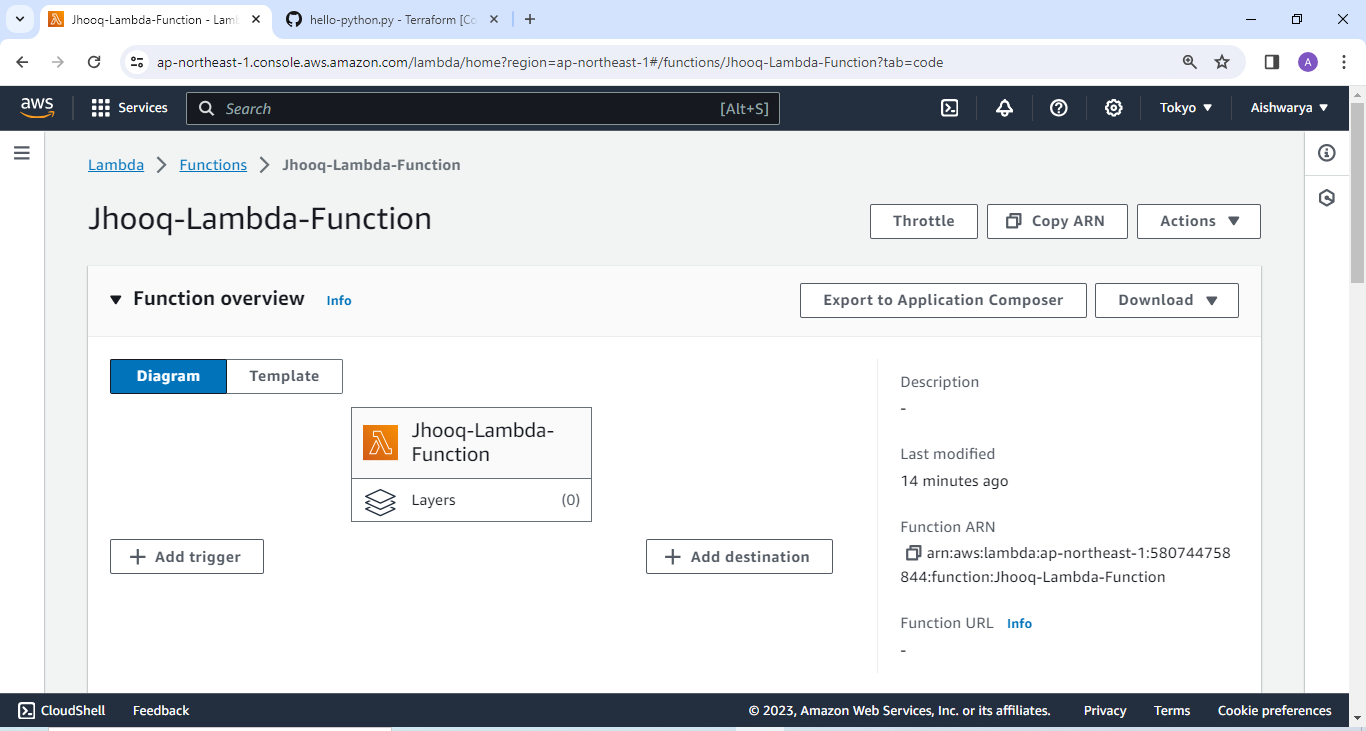 Jhooq-Lambda-Function - Lam
hello-python.py - Terraform [Co
ap-northeast-1.console.aws.amazon.com/lambda/home?region=ap-northeast-1#/functions/Jhooq-Lambda-Function?tab=code
A
aws
Services
Search
[Alt+S]
Tokyo
Aishwarya
Lambda
Functions
Jhooq-Lambda-Function
Jhooq-Lambda-Function
Throttle
Copy ARN
Actions
Function overview
Info
Export to Application Composer
Download
Diagram
Template
Jhooq-Lambda-
Function
Layers
(0)
Add trigger
Add destination
Description
-
Last modified
14 minutes ago
Function ARN
arn:aws:lambda:ap-northeast-1:580744758
844:function:Jhooq-Lambda-Function
Function URL
Info
-
CloudShell
Feedback
© 2023, Amazon Web Services, Inc. or its affiliates.
Privacy
Terms
Cookie preferences